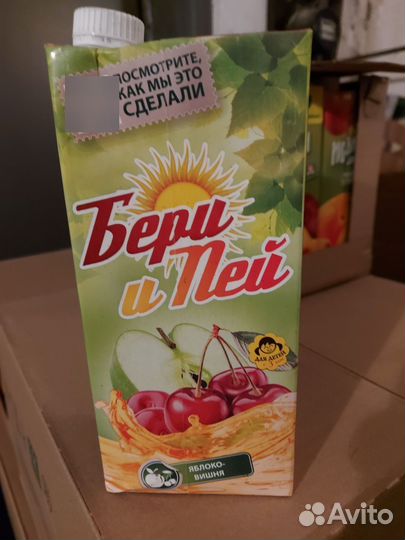 ПОСМОТРИТЕ,
КАК МЫ ЭТО
СДЕЛАЛИ
Бери
и Пей
ДЛЯ ДЕТЕЙ
ЯБЛОКО-
ВИШНЯ
Avito